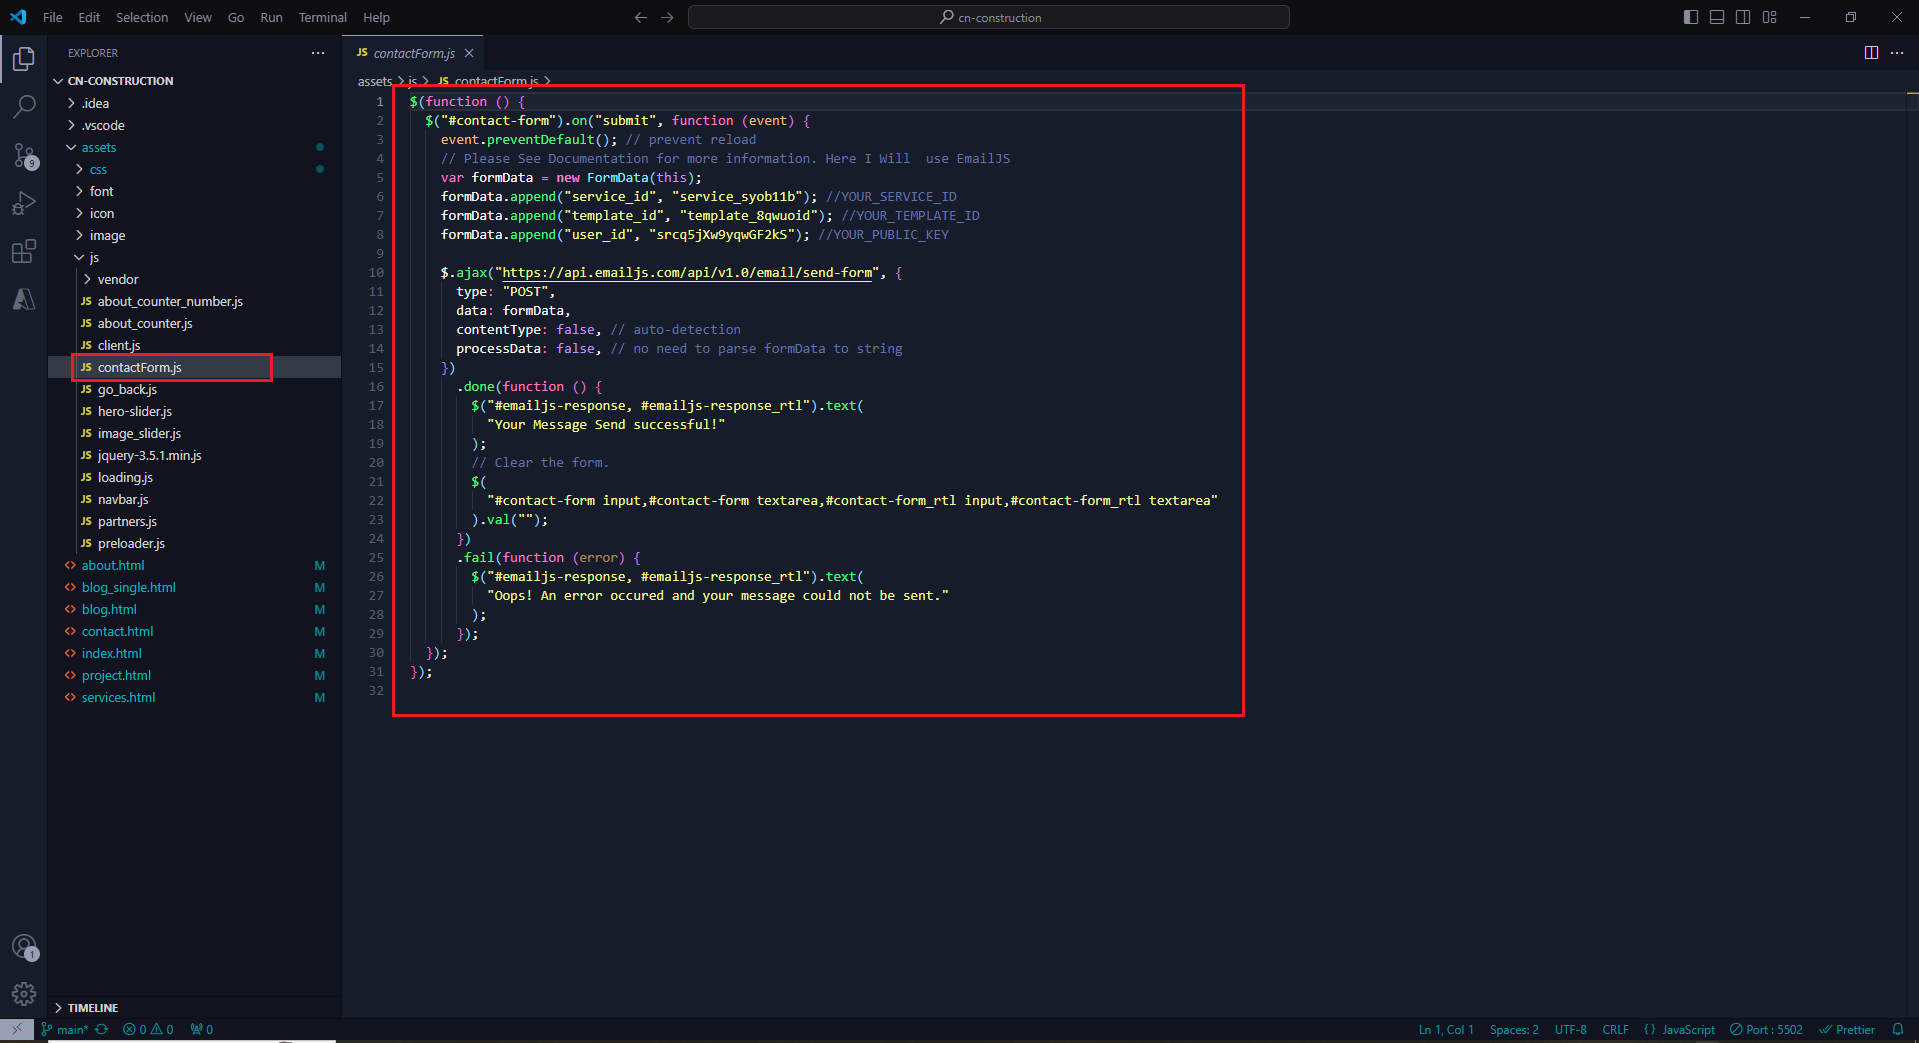 File Edit Selection View Go Run Terminal Help
cn-construction
EXPLORER
CN-CONSTRUCTION
.idea
.vscode
assets
css
font
icon
image
js
vendor
JS about_counter_number.js
JS about_counter.js
JS client.js
JS contactForm.js
JS go_back.js
JS hero-slider.js
JS image_slider.js
JS jquery-3.5.1.min.js
JS loading.js
JS navbar.js
JS partners.js
JS preloader.js
<> about.html M
<> blog_single.html M
<> blog.html M
<> contact.html M
<> index.html M
<> project.html M
<> services.html M
TIMELINE
9
1
JS contactForm.js
assets > js > JS contactForm.js >
1 $(function () {
2 $("#contact-form").on("submit", function (event) {
3 event.preventDefault(); // prevent reload
4 // Please See Documentation for more information. Here I Will  use EmailJS
5 var formData = new FormData(this);
6 formData.append("service_id", "service_syob11b"); //YOUR_SERVICE_ID
7 formData.append("template_id", "template_8qwuoid"); //YOUR_TEMPLATE_ID
8 formData.append("user_id", "srcq5jXw9yqwGF2kS"); //YOUR_PUBLIC_KEY
9
10 $.ajax("https://api.emailjs.com/api/v1.0/email/send-form", {
11 type: "POST",
12 data: formData,
13 contentType: false, // auto-detection
14 processData: false, // no need to parse formData to string
15 })
16 .done(function () {
17 $("#emailjs-response, #emailjs-response_rtl").text(
18 "Your Message Send successful!"
19 );
20 // Clear the form.
21 $(
22 "#contact-form input,#contact-form textarea,#contact-form_rtl input,#contact-form_rtl textarea"
23 ).val("");
24 })
25 .fail(function (error) {
26 $("#emailjs-response, #emailjs-response_rtl").text(
27 "Oops! An error occured and your message could not be sent."
28 );
29 });
30 });
31 });
32
main* 0 0 0 Ln 1, Col 1 Spaces: 2 UTF-8 CRLF {} JavaScript Port : 5502 Prettier